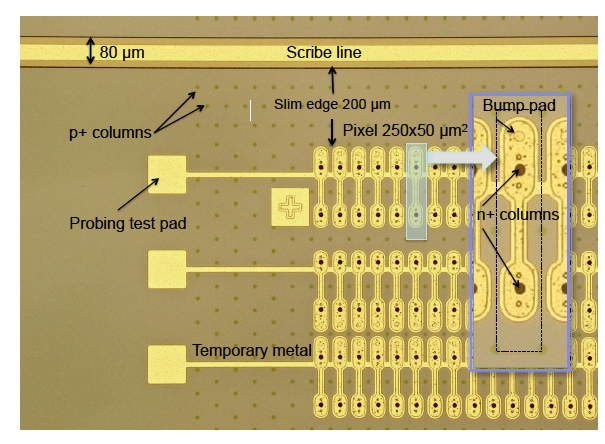 80 µm
Scribe line
Slim edge 200 µm
Bump pad
p+ columns
Pixel 250x50 µm²
Probing test pad
n+ columns
Temporary metal